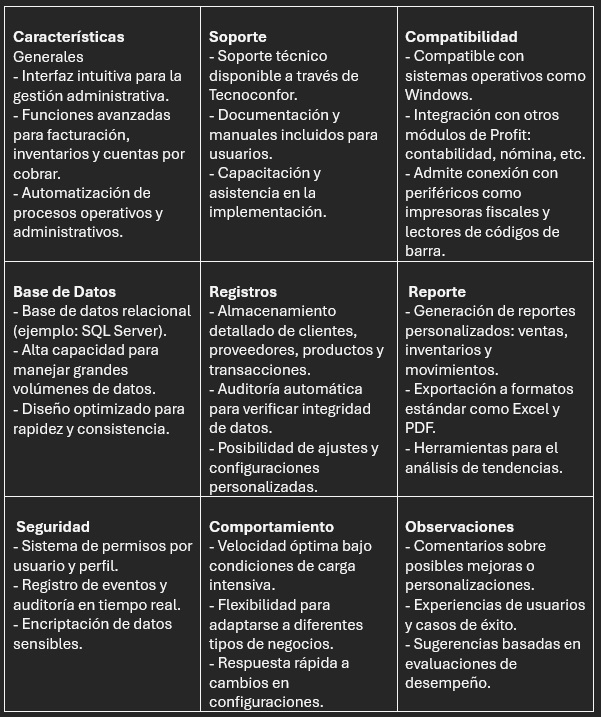 Características
Generales
- Interfaz intuitiva para la
gestión administrativa.
- Funciones avanzadas
para facturación,
inventarios y cuentas por
cobrar.
- Automatización de
procesos operativos y
administrativos.
Soporte
- Soporte técnico
disponible a través de
Tecnoconfor.
- Documentación y
manuales incluidos para
usuarios.
- Capacitación y
asistencia en la
implementación.
Compatibilidad
- Compatible con
sistemas operativos como
Windows.
- Integración con otros
módulos de Profit:
contabilidad, nómina, etc.
- Admite conexión con
periféricos como
impresoras fiscales y
lectores de códigos de
barra.
Base de Datos
- Base de datos relacional
(ejemplo: SQL Server).
- Alta capacidad para
manejar grandes
volúmenes de datos.
- Diseño optimizado para
rapidez y consistencia.
Registros
- Almacenamiento
detallado de clientes,
proveedores, productos y
transacciones.
- Auditoría automática
para verificar integridad
de datos.
- Posibilidad de ajustes y
configuraciones
personalizadas.
Reporte
- Generación de reportes
personalizados: ventas,
inventarios y
movimientos.
- Exportación a formatos
estándar como Excel y
PDF.
- Herramientas para el
análisis de tendencias.
Seguridad
- Sistema de permisos por
usuario y perfil.
- Registro de eventos y
auditoría en tiempo real.
- Encriptación de datos
sensibles.
Comportamiento
- Velocidad óptima bajo
condiciones de carga
intensiva.
- Flexibilidad para
adaptarse a diferentes
tipos de negocios.
- Respuesta rápida a
cambios en
configuraciones.
Observaciones
- Comentarios sobre
posibles mejoras o
personalizaciones.
- Experiencias de usuarios
y casos de éxito.
- Sugerencias basadas en
evaluaciones de
desempeño.